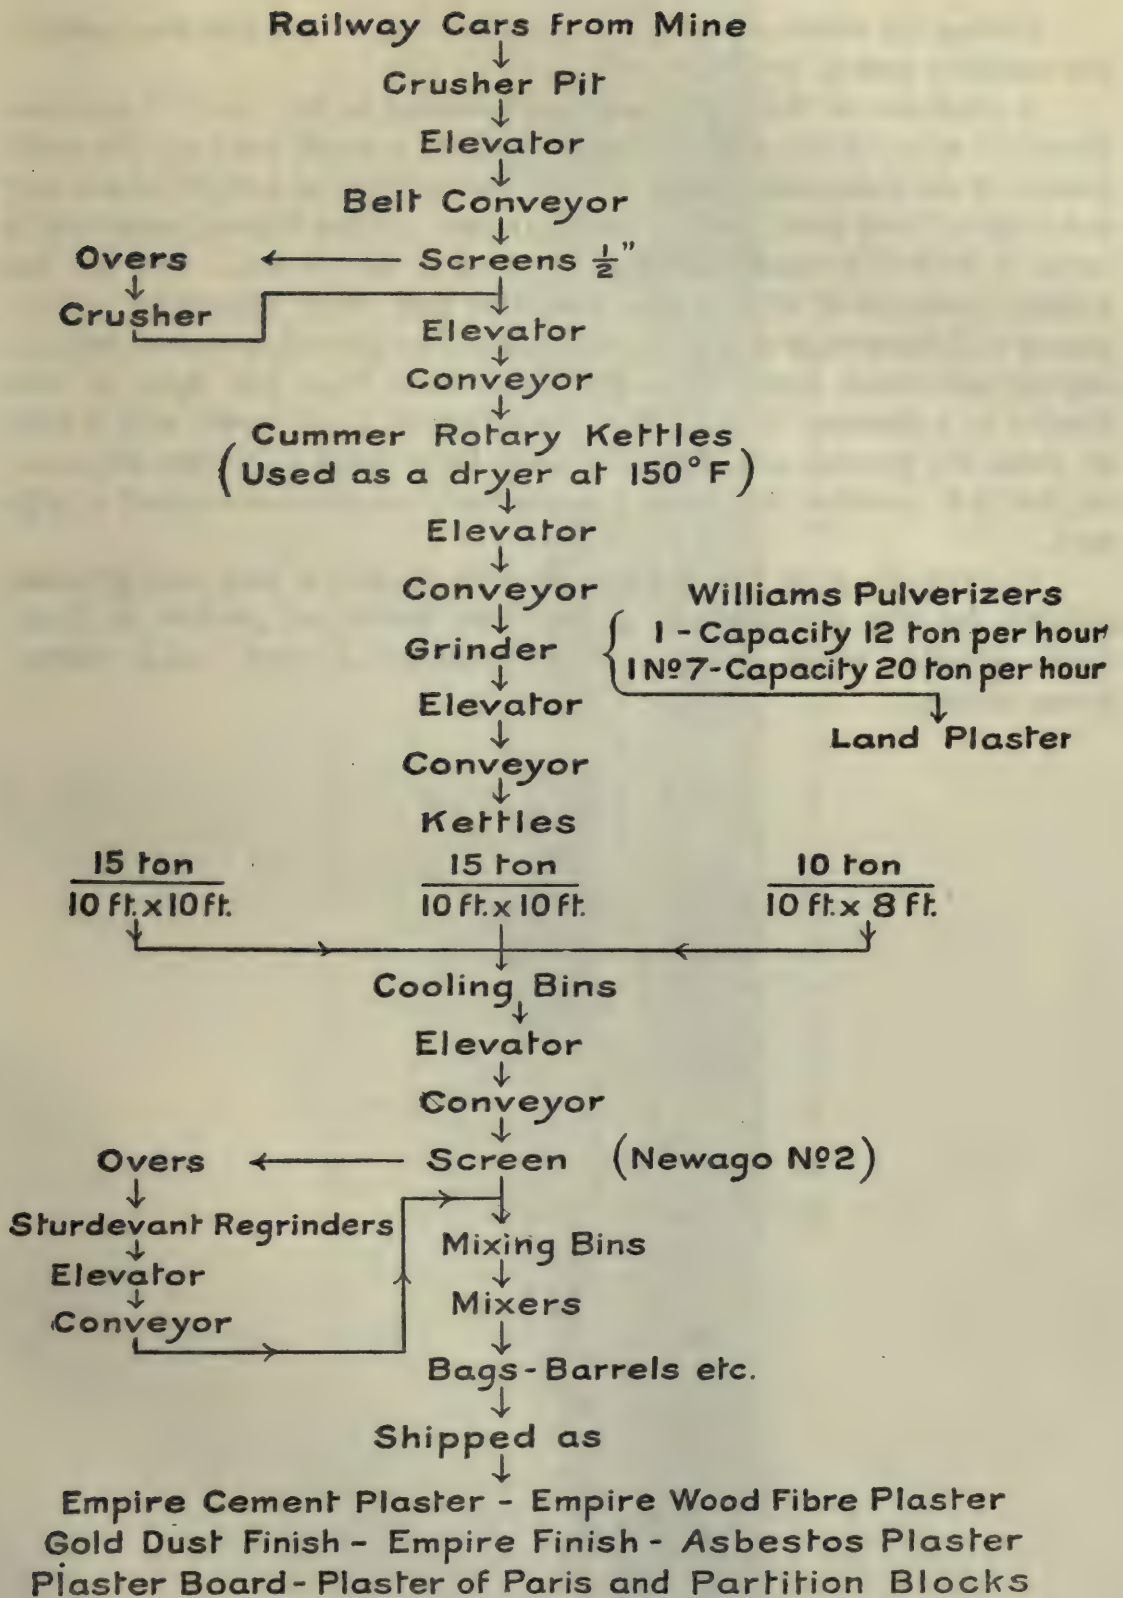 Railway Cars from Mine
Crusher Pit
Elevator
Belt Conveyor
Overs
Screens ½"
Crusher
Elevator
Conveyor
Cummer Rotary Kettles
(Used as a dryer at 150°F)
Elevator
Conveyor
Williams Pulverizers
Grinder
1 - Capacity 12 ton per hour
1 Nº 7 - Capacity 20 ton per hour
Elevator
Land Plaster
Conveyor
Kettles
15 ton
10 ft. x 10 ft.
15 ton
10 ft. x 10 ft.
10 ton
10 ft. x 8 ft.
Cooling Bins
Elevator
Conveyor
Overs
Screen (Newago Nº 2)
Sturdevant Regrinders
Elevator
Conveyor
Mixing Bins
Mixers
Bags - Barrels etc.
Shipped as
Empire Cement Plaster - Empire Wood Fibre Plaster
Gold Dust Finish - Empire Finish - Asbestos Plaster
Plaster Board - Plaster of Paris and Partition Blocks